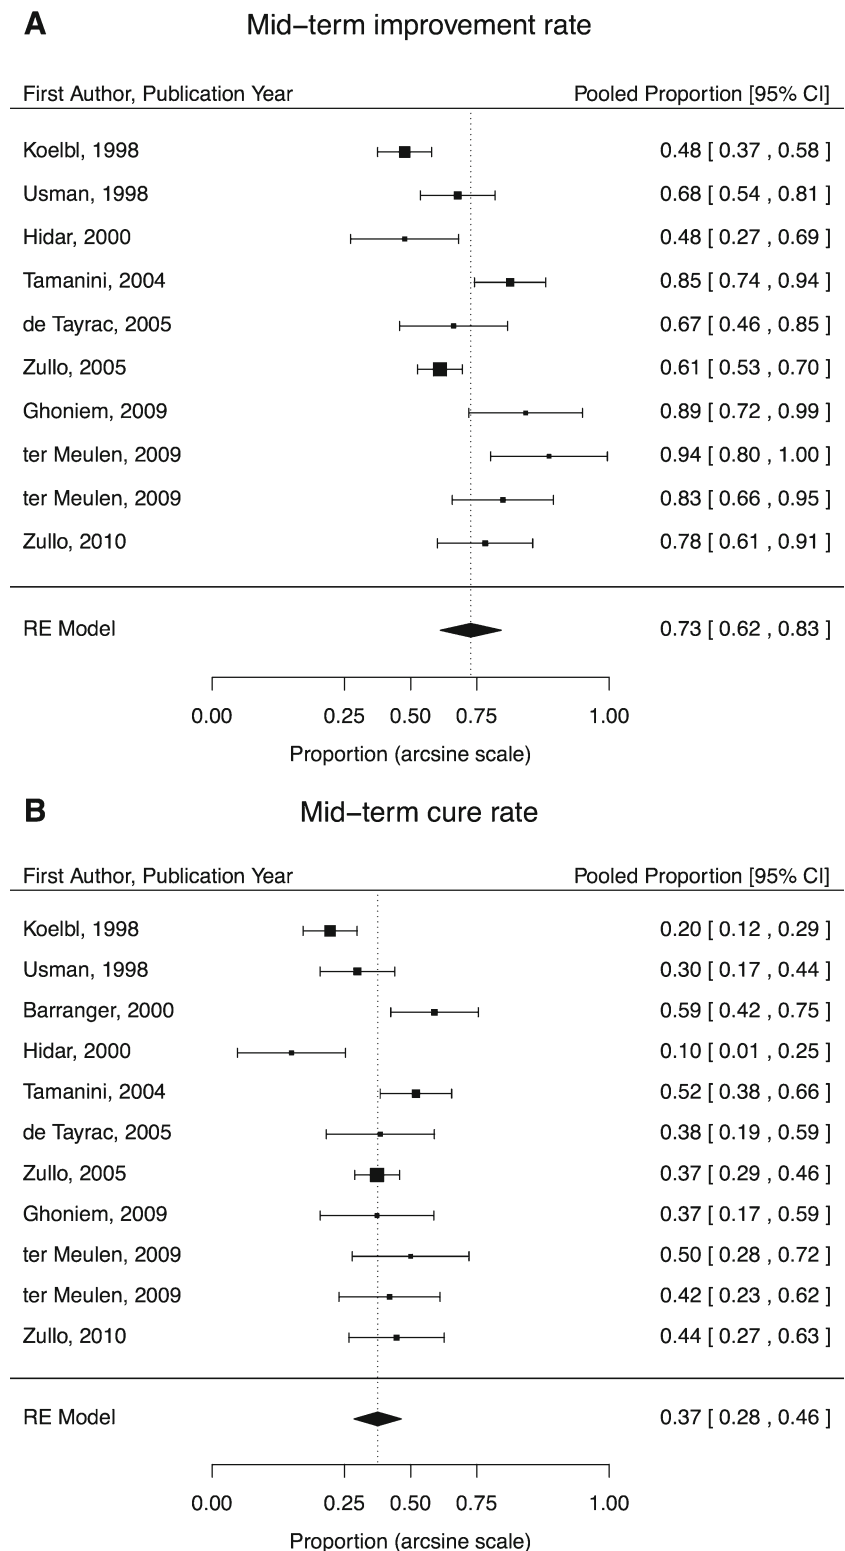 A Mid–term improvement rate
First Author, Publication Year Pooled Proportion [95% CI]
Koelbl, 1998 0.48 [ 0.37 , 0.58 ]
Usman, 1998 0.68 [ 0.54 , 0.81 ]
Hidar, 2000 0.48 [ 0.27 , 0.69 ]
Tamanini, 2004 0.85 [ 0.74 , 0.94 ]
de Tayrac, 2005 0.67 [ 0.46 , 0.85 ]
Zullo, 2005 0.61 [ 0.53 , 0.70 ]
Ghoniem, 2009 0.89 [ 0.72 , 0.99 ]
ter Meulen, 2009 0.94 [ 0.80 , 1.00 ]
ter Meulen, 2009 0.83 [ 0.66 , 0.95 ]
Zullo, 2010 0.78 [ 0.61 , 0.91 ]
RE Model 0.73 [ 0.62 , 0.83 ]
0.00 0.25 0.50 0.75 1.00
Proportion (arcsine scale)
B Mid–term cure rate
First Author, Publication Year Pooled Proportion [95% CI]
Koelbl, 1998 0.20 [ 0.12 , 0.29 ]
Usman, 1998 0.30 [ 0.17 , 0.44 ]
Barranger, 2000 0.59 [ 0.42 , 0.75 ]
Hidar, 2000 0.10 [ 0.01 , 0.25 ]
Tamanini, 2004 0.52 [ 0.38 , 0.66 ]
de Tayrac, 2005 0.38 [ 0.19 , 0.59 ]
Zullo, 2005 0.37 [ 0.29 , 0.46 ]
Ghoniem, 2009 0.37 [ 0.17 , 0.59 ]
ter Meulen, 2009 0.50 [ 0.28 , 0.72 ]
ter Meulen, 2009 0.42 [ 0.23 , 0.62 ]
Zullo, 2010 0.44 [ 0.27 , 0.63 ]
RE Model 0.37 [ 0.28 , 0.46 ]
0.00 0.25 0.50 0.75 1.00
Proportion (arcsine scale)